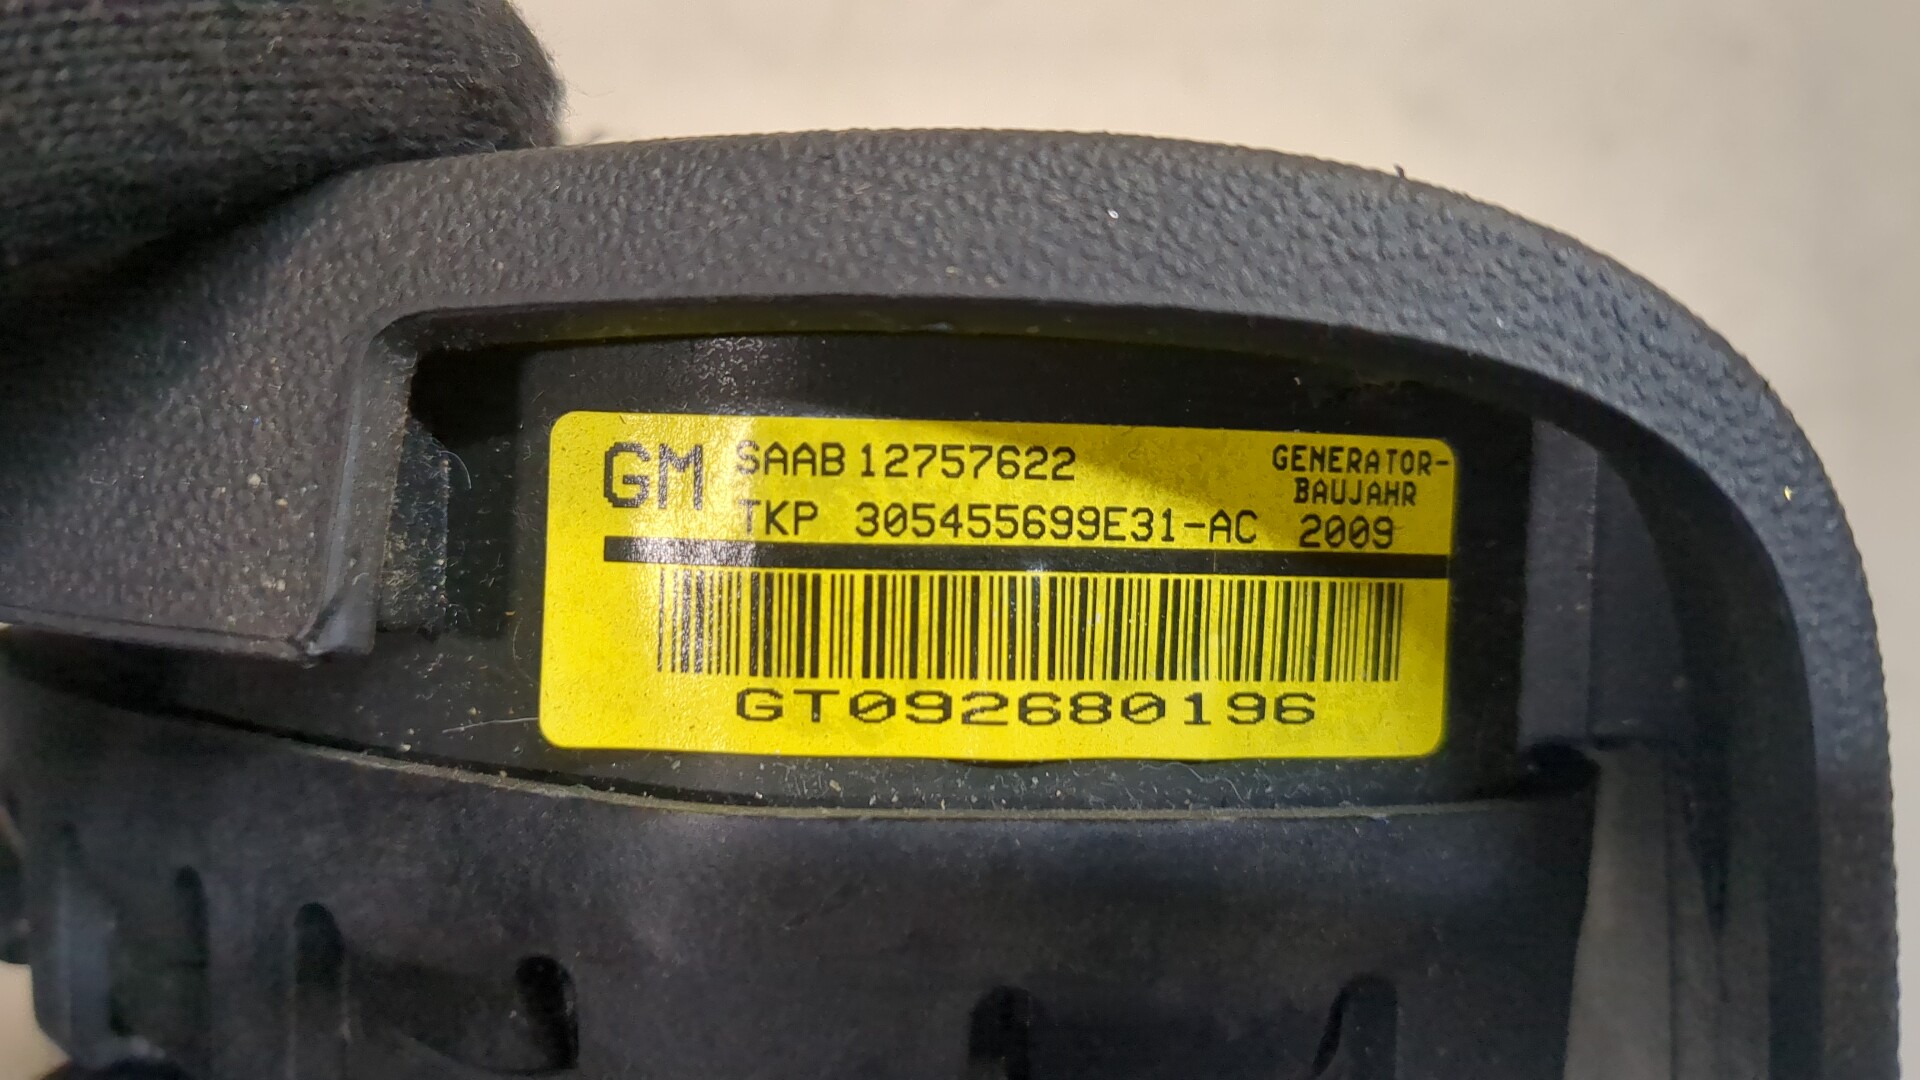 GM SAAB 12757622
TKP 305455699E31-AC
GENERATOR-
BAUJAHR
2009
GT092680196